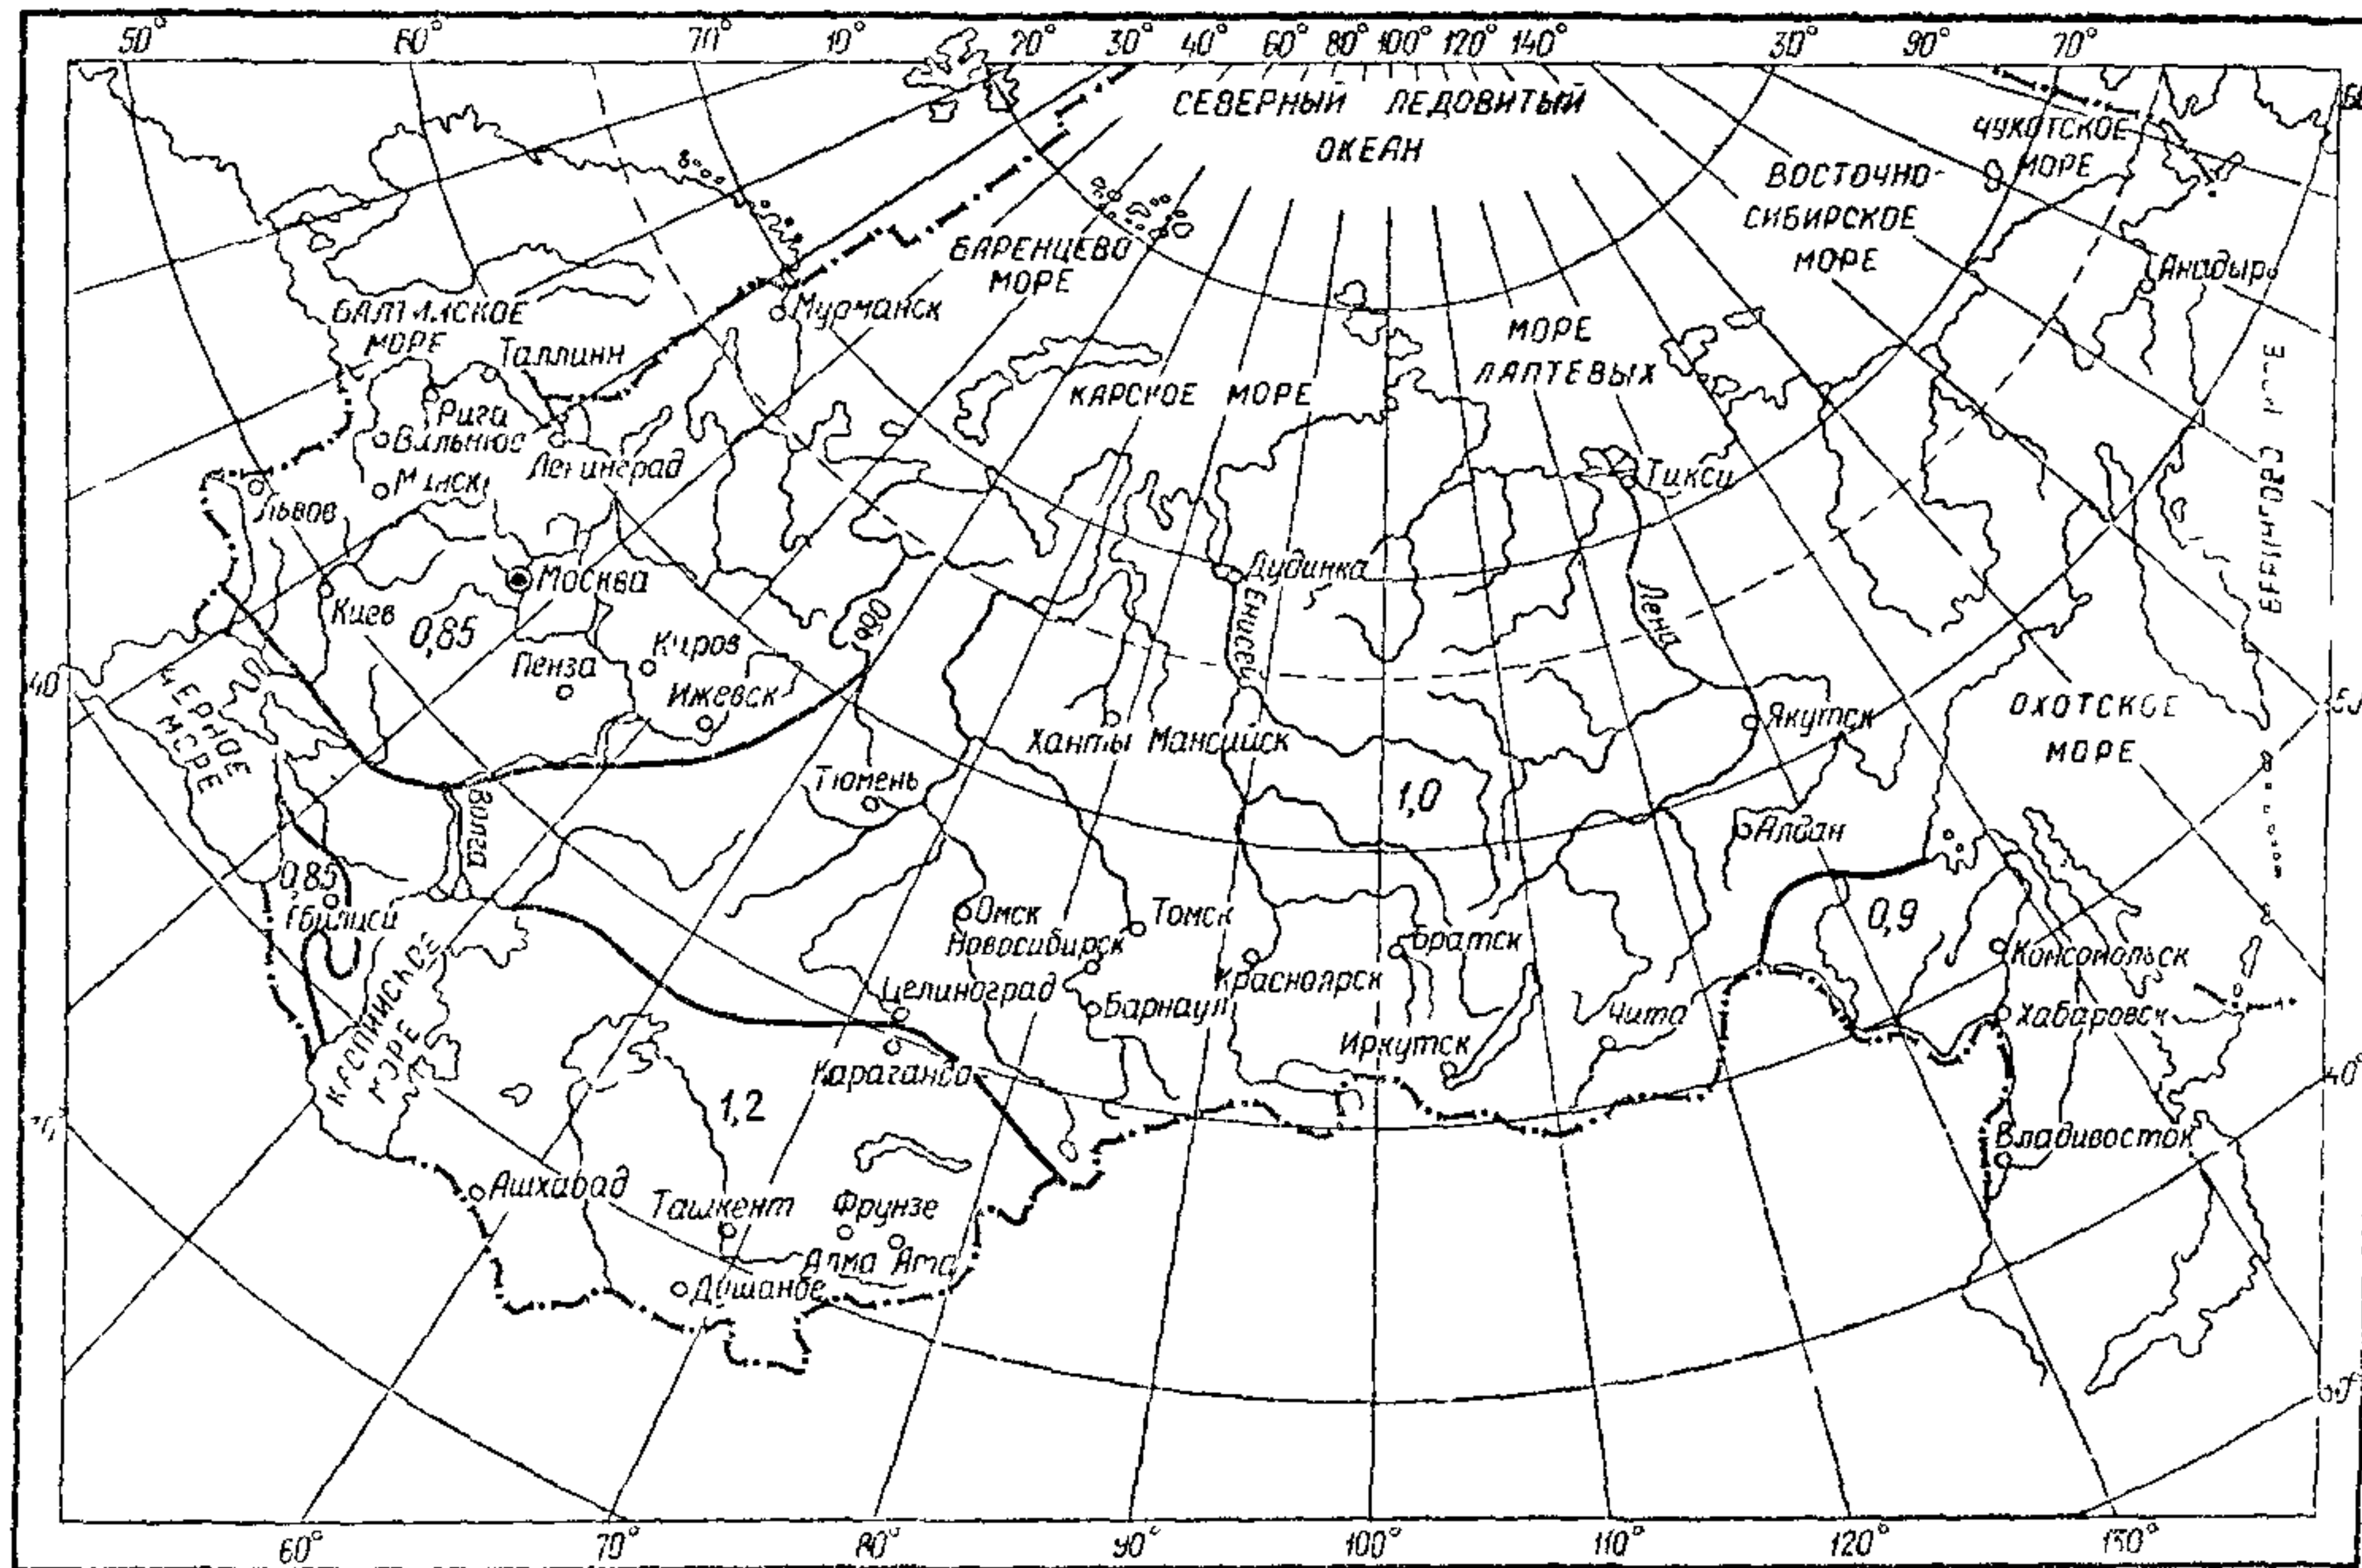 50° 60° 70° 10° 20° 30° 40° 60° 80° 100° 120° 140° 30° 90° 70°
СЕВЕРНЫЙ ЛЕДОВИТЫЙ
ОКЕАН
ЧУКОТСКОЕ
МОРЕ
ВОСТОЧНО-
СИБИРСКОЕ
МОРЕ
БАРЕНЦЕВО
МОРЕ
Анадырь
МОРЕ
ЛАПТЕВЫХ
КАРСКОЕ МОРЕ
БАЛТИЙСКОЕ
МОРЕ
Мурманск
Таллинн
Рига
Вильнюс
Ленинград
Минск
Львов
Тикси
БЕРИНГОВО МОРЕ
Москва
Киев
0,85
Киров
Пенза
Ижевск
Дудинка
Енисей
Лена
40
ЧЕРНОЕ
МОРЕ
Ханты Мансийск
Якутск
ОХОТСКОЕ
МОРЕ
Тюмень
Волга
1,0
Алдан
0,85
Тбилиси
Омск
Новосибирск
Томск
Братск
Красноярск
0,9
Комсомольск
Хабаровск
КАСПИЙСКОЕ
МОРЕ
Целиноград
Барнаул
Иркутск
Чита
Караганда
1,2
40°
Владивосток
Ашхабад
Ташкент
Фрунзе
Алма Ата
Душанбе
60° 70° 80° 90° 100° 110° 120° 130°